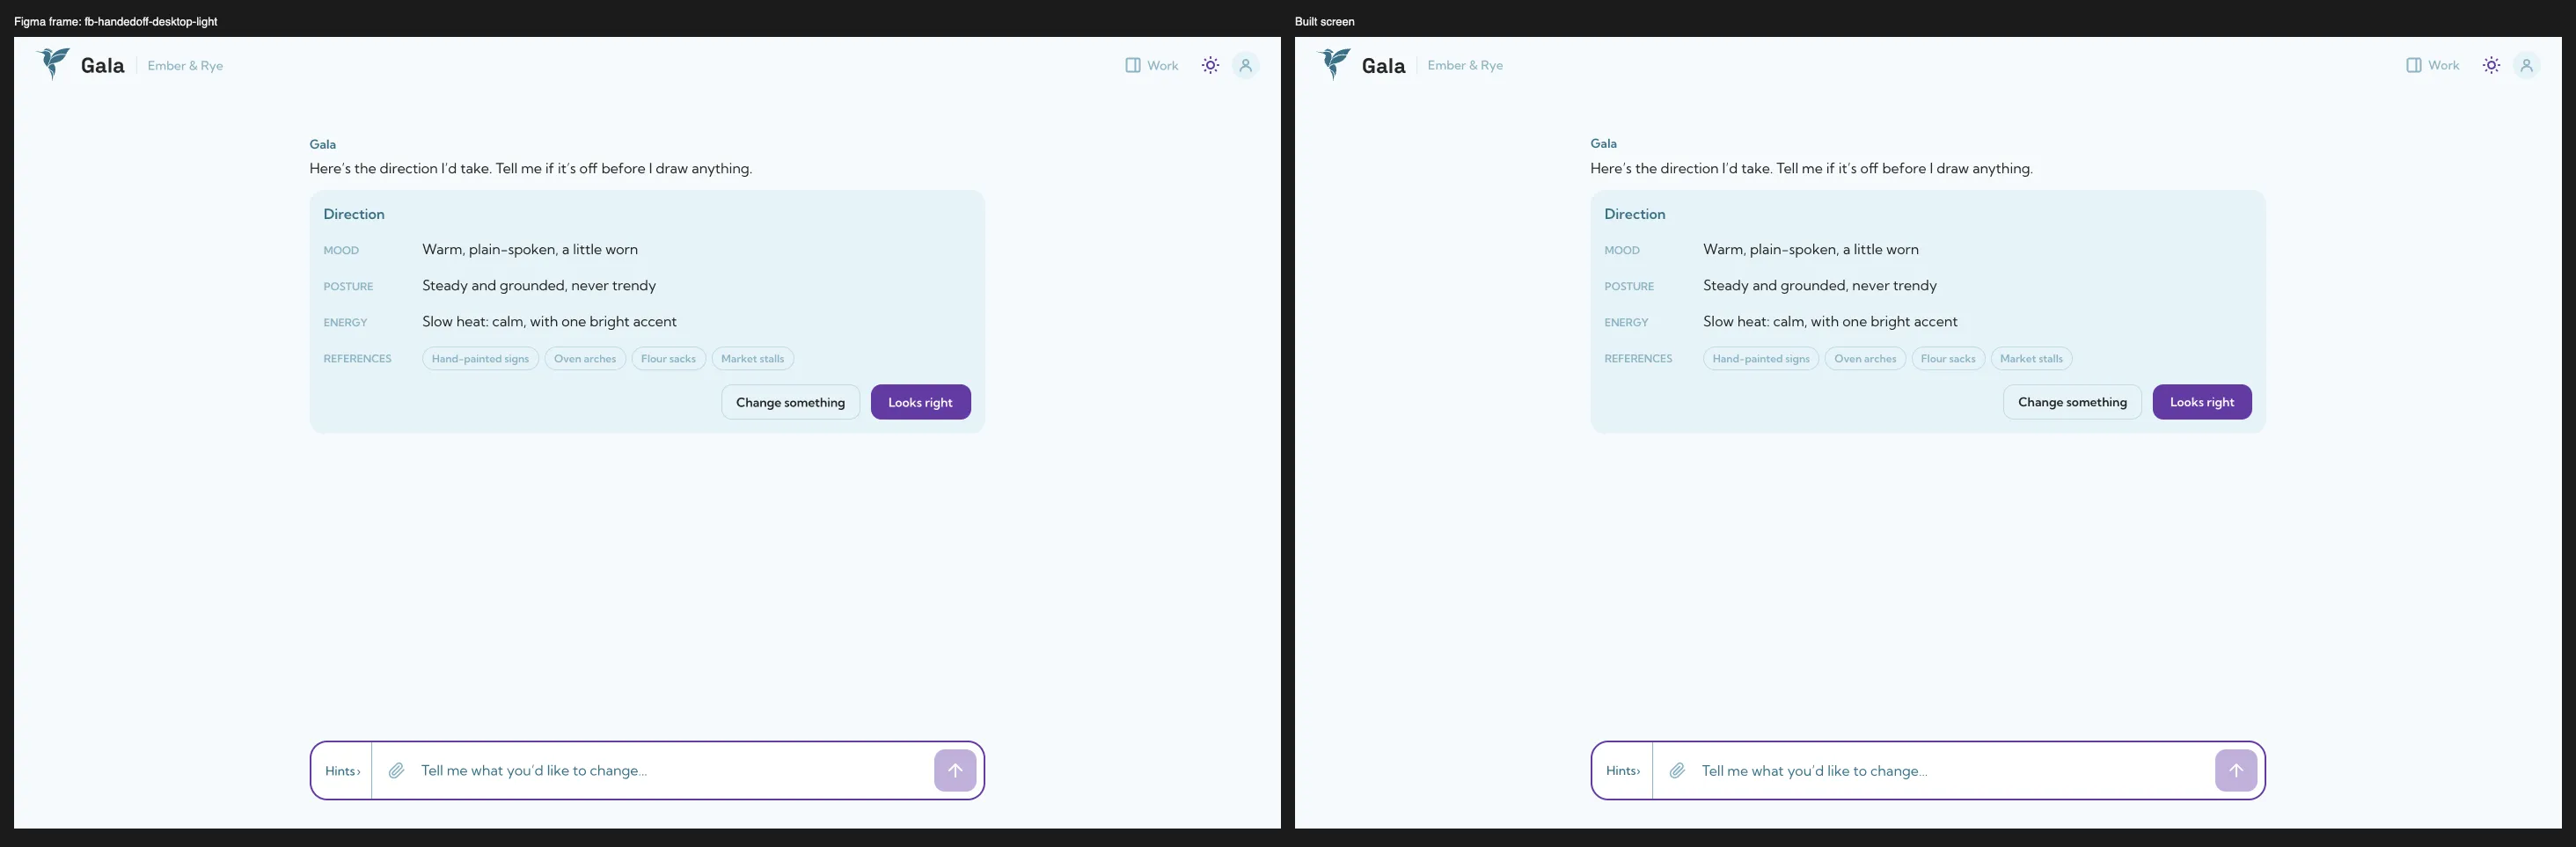 Figma frame: fb-handedoff-desktop-light
Gala
Ember & Rye
Work
Gala
Here’s the direction I’d take. Tell me if it’s off before I draw anything.
Direction
MOOD Warm, plain-spoken, a little worn
POSTURE Steady and grounded, never trendy
ENERGY Slow heat: calm, with one bright accent
REFERENCES Hand-painted signs Oven arches Flour sacks Market stalls
Change something Looks right
Hints› Tell me what you’d like to change...
Built screen
Gala
Ember & Rye
Work
Gala
Here’s the direction I’d take. Tell me if it’s off before I draw anything.
Direction
MOOD Warm, plain-spoken, a little worn
POSTURE Steady and grounded, never trendy
ENERGY Slow heat: calm, with one bright accent
REFERENCES Hand-painted signs Oven arches Flour sacks Market stalls
Change something Looks right
Hints› Tell me what you’d like to change...